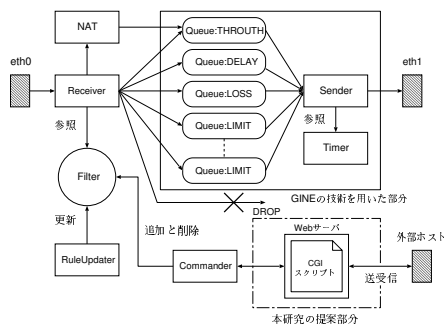 NAT
Queue:THROUTH
eth0
eth1
Queue:DELAY
Receiver
Queue:LOSS
Sender
参照
参照
Queue:LIMIT
Timer
Filter
Queue:LIMIT
GINEの技術を用いた部分
DROP
更新
追加と削除
Webサーバ
外部ホスト
RuleUpdater
Commander
CGI
スクリプト
送受信
本研究の提案部分